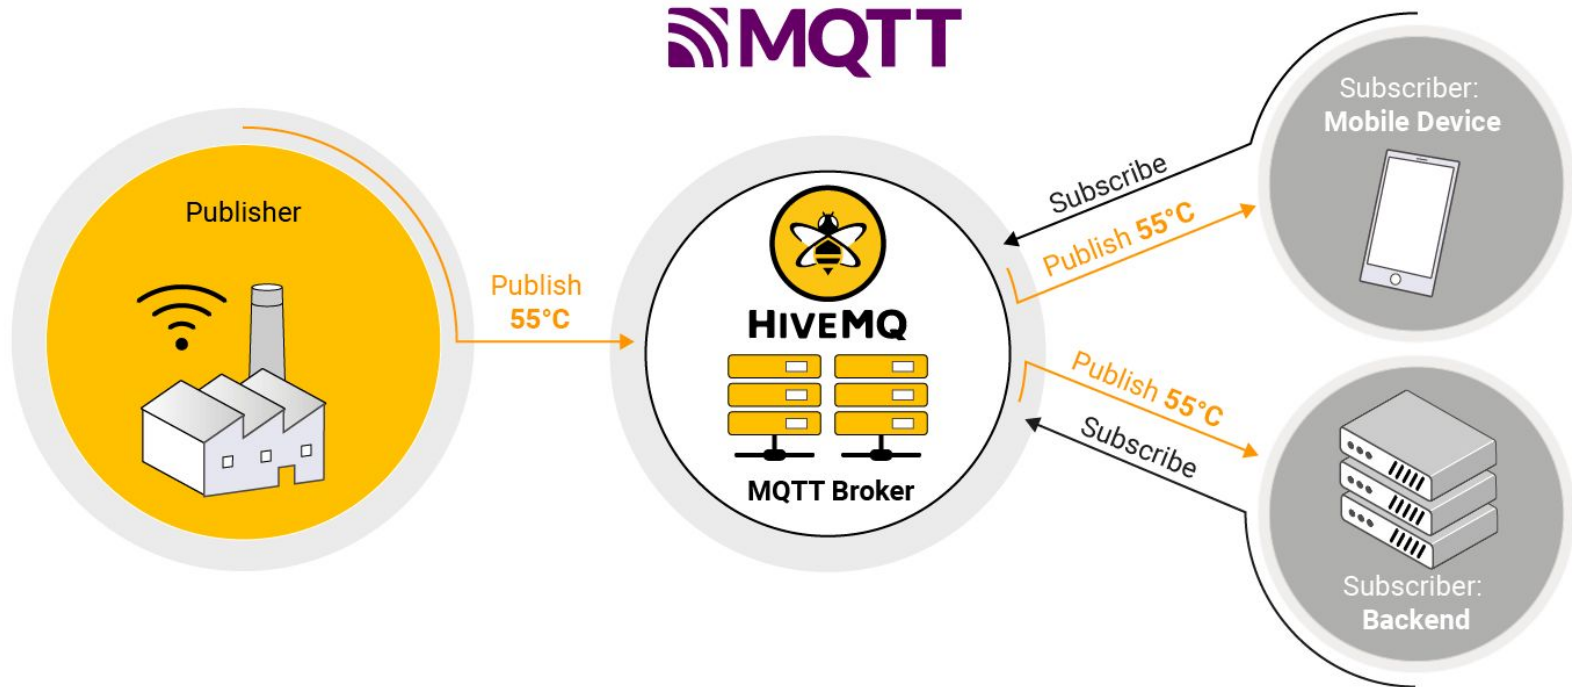 MQTT
Publisher
Publish
55°C
HIVEMQ
MQTT Broker
Subscribe
Publish 55°C
Subscriber:
Mobile Device
Publish 55°C
Subscribe
Subscriber:
Backend